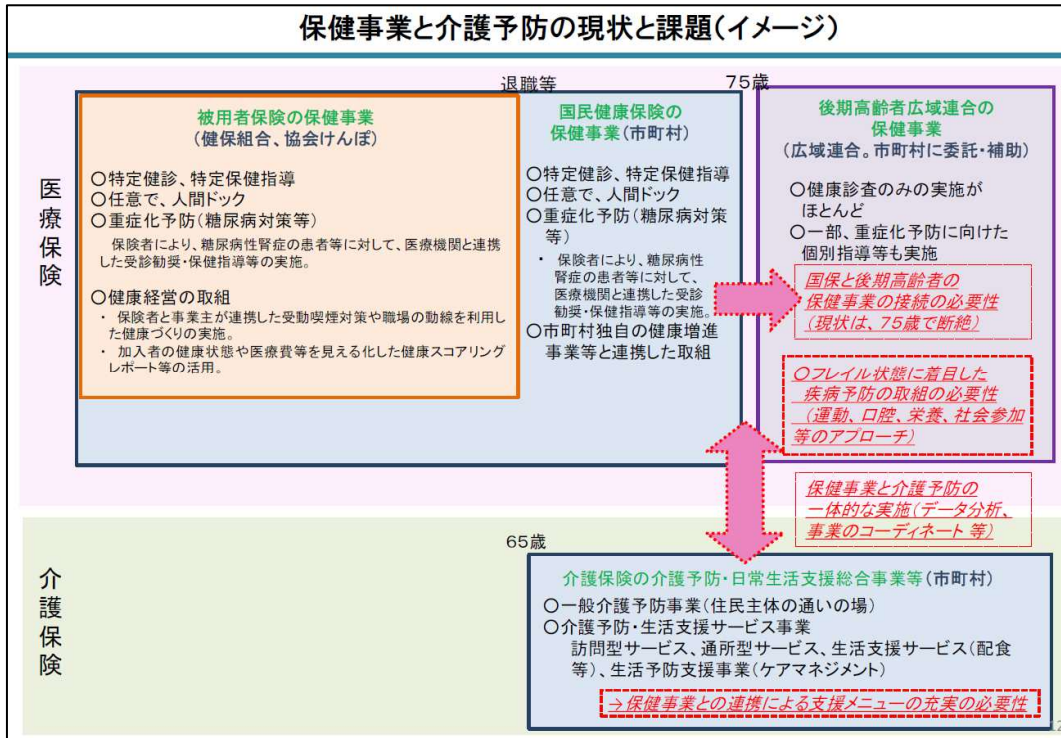 保健事業と介護予防の現状と課題(イメージ)
退職等
75歳
医療保険
被用者保険の保健事業
(健保組合、協会けんぽ)
〇特定健診、特定保健指導
〇任意で、人間ドック
〇重症化予防(糖尿病対策等)
保険者により、糖尿病性腎症の患者等に対して、医療機関と連携
した受診勧奨・保健指導等の実施。
〇健康経営の取組
・ 保険者と事業主が連携した受動喫煙対策や職場の動線を利用し
た健康づくりの実施。
・ 加入者の健康状態や医療費等を見える化した健康スコアリング
レポート等の活用。
国民健康保険の
保健事業(市町村)
〇特定健診、特定保健指導
〇任意で、人間ドック
〇重症化予防(糖尿病対策
等)
・ 保険者により、糖尿病性
腎症の患者等に対して、
医療機関と連携した受診
勧奨・保健指導等の実施。
〇市町村独自の健康増進
事業等と連携した取組
後期高齢者広域連合の
保健事業
(広域連合。市町村に委託・補助)
〇健康診査のみの実施が
ほとんど
〇一部、重症化予防に向けた
個別指導等も実施
国保と後期高齢者の
保健事業の接続の必要性
(現状は、75歳で断絶)
〇フレイル状態に着目した
疾病予防の取組の必要性
(運動、口腔、栄養、社会参加
等のアプローチ)
保健事業と介護予防の
一体的な実施(データ分析、
事業のコーディネート 等)
介護保険
65歳
介護保険の介護予防・日常生活支援総合事業等(市町村)
〇一般介護予防事業(住民主体の通いの場)
〇介護予防・生活支援サービス事業
訪問型サービス、通所型サービス、生活支援サービス(配食
等)、生活予防支援事業(ケアマネジメント)
→保健事業との連携による支援メニューの充実の必要性
12